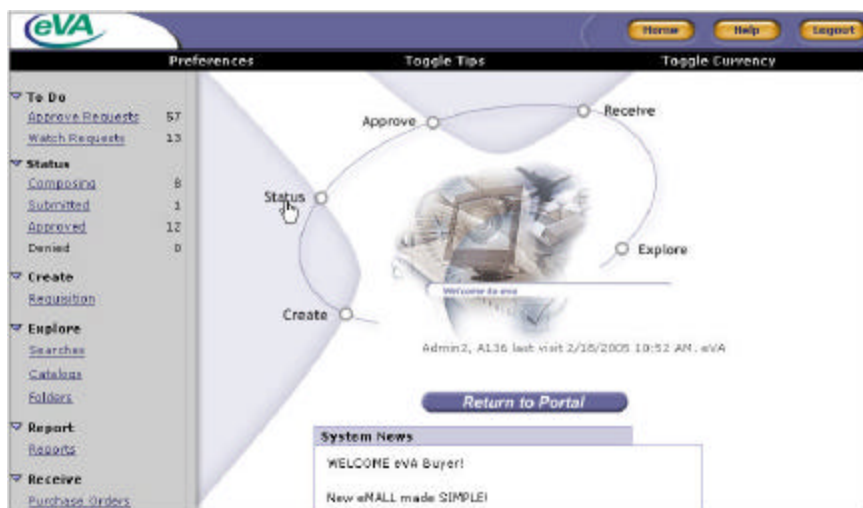 eVA
Home Help Logout
Preferences Toggle Tips Toggle Currency
To Do
Approve Requests 57
Watch Requests 13
Status
Composing 8
Submitted 1
Approved 12
Denied 0
Create
Requisition
Explore
Searches
Catalogs
Folders
Report
Reports
Receive
Purchase Orders
Approve
Receive
Status
Explore
Welcome to eva
Create
Admin2, A136 last visit 2/18/2005 10:52 AM. eVA
Return to Portal
System News
WELCOME eVA Buyer!
New eMALL made SIMPLE!